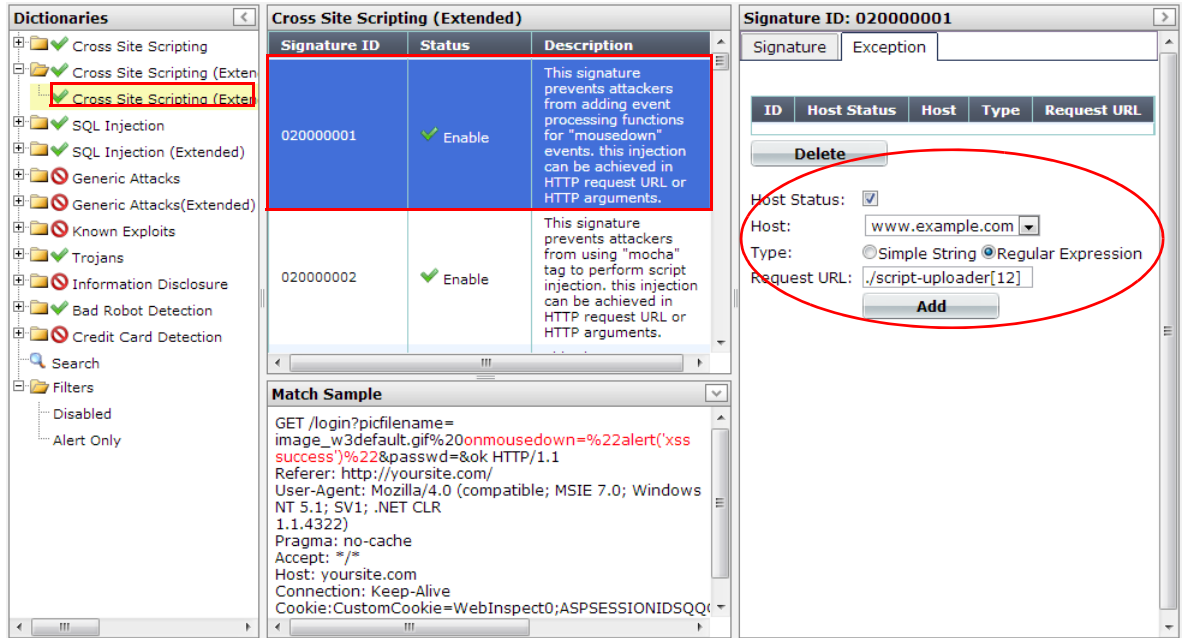 Dictionaries
Cross Site Scripting
Cross Site Scripting (Exten
Cross Site Scripting (Exten
SQL Injection
SQL Injection (Extended)
Generic Attacks
Generic Attacks(Extended)
Known Exploits
Trojans
Information Disclosure
Bad Robot Detection
Credit Card Detection
Search
Filters
Disabled
Alert Only
Cross Site Scripting (Extended)
Signature ID Status Description
020000001 Enable
This signature
prevents attackers
from adding event
processing functions
for "mousedown"
events. this injection
can be achieved in
HTTP request URL or
HTTP arguments.
020000002 Enable
This signature
prevents attackers
from using "mocha"
tag to perform script
injection. this injection
can be achieved in
HTTP request URL or
HTTP arguments.
Match Sample
GET /login?picfilename=
image_w3default.gif%20onmousedown=%22alert('xss
success')%22&passwd=&ok HTTP/1.1
Referer: http://yoursite.com/
User-Agent: Mozilla/4.0 (compatible; MSIE 7.0; Windows
NT 5.1; SV1; .NET CLR
1.1.4322)
Pragma: no-cache
Accept: */*
Host: yoursite.com
Connection: Keep-Alive
Cookie:CustomCookie=WebInspect0;ASPSESSIONIDSQQ
Signature ID: 020000001
Signature Exception
ID Host Status Host Type Request URL
Delete
Host Status:
Host: www.example.com
Type: Simple String Regular Expression
Request URL: ./script-uploader[12]
Add